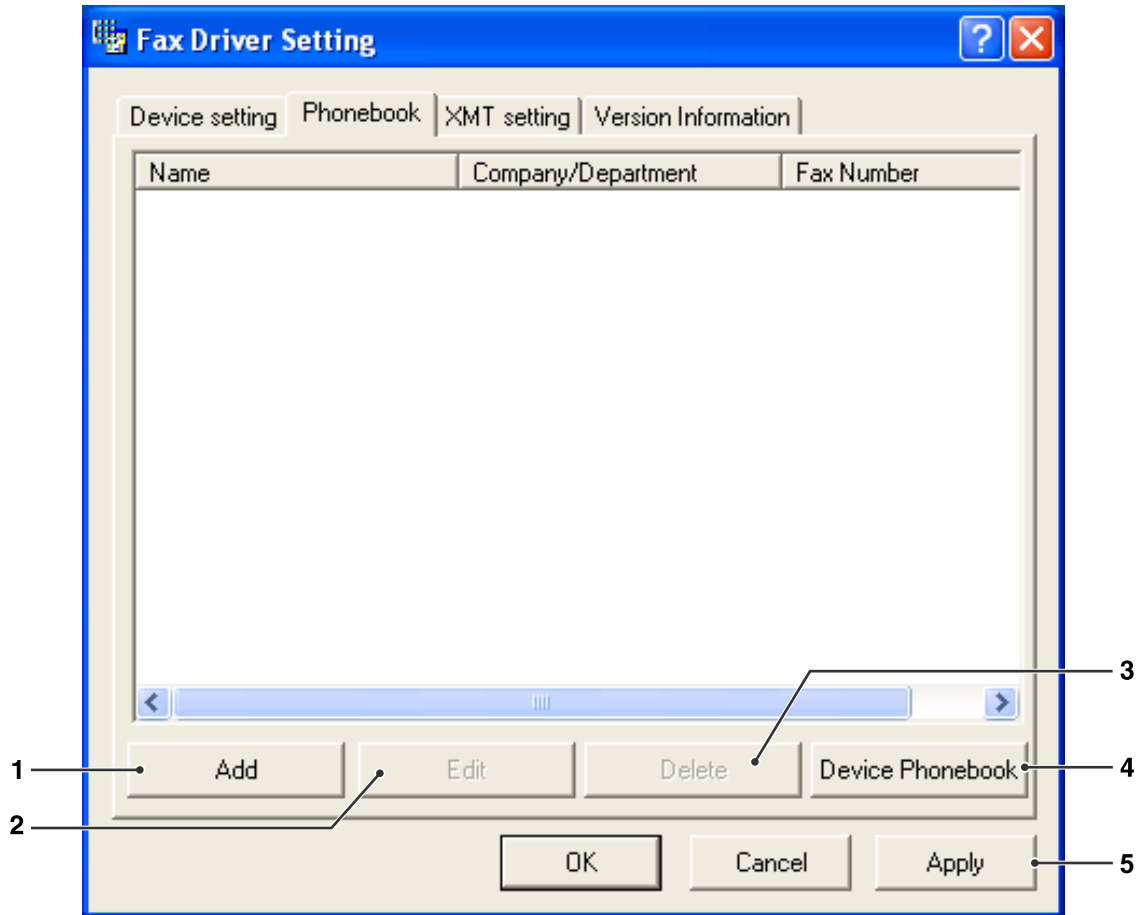 Fax Driver Setting
Device setting Phonebook XMT setting Version Information
Name Company/Department Fax Number
3
1 Add Edit Delete Device Phonebook 4
2
OK Cancel Apply 5